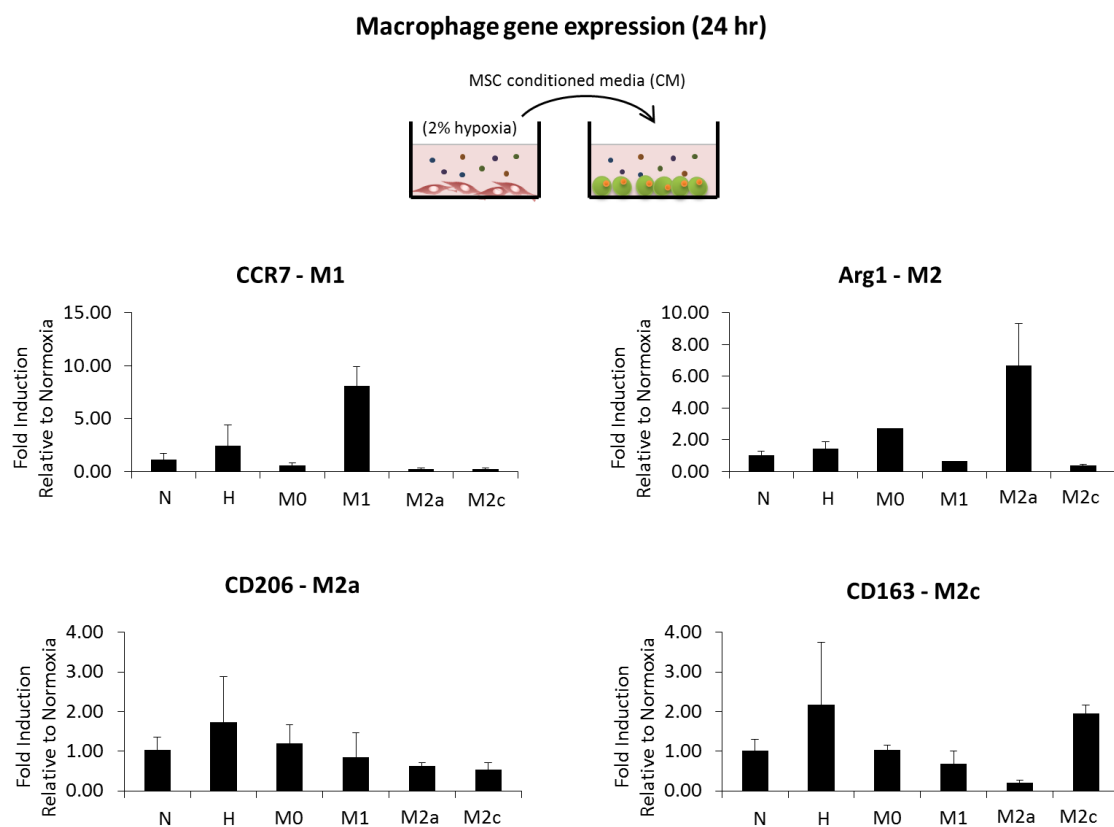 Macrophage gene expression (24 hr)
MSC conditioned media (CM)
(2% hypoxia)
CCR7 - M1
Fold Induction
Relative to Normoxia
15.00
10.00
5.00
0.00
N H M0 M1 M2a M2c
Arg1 - M2
Fold Induction
Relative to Normoxia
10.00
8.00
6.00
4.00
2.00
0.00
N H M0 M1 M2a M2c
CD206 - M2a
Fold Induction
Relative to Normoxia
4.00
3.00
2.00
1.00
0.00
N H M0 M1 M2a M2c
CD163 - M2c
Fold Induction
Relative to Normoxia
4.00
3.00
2.00
1.00
0.00
N H M0 M1 M2a M2c